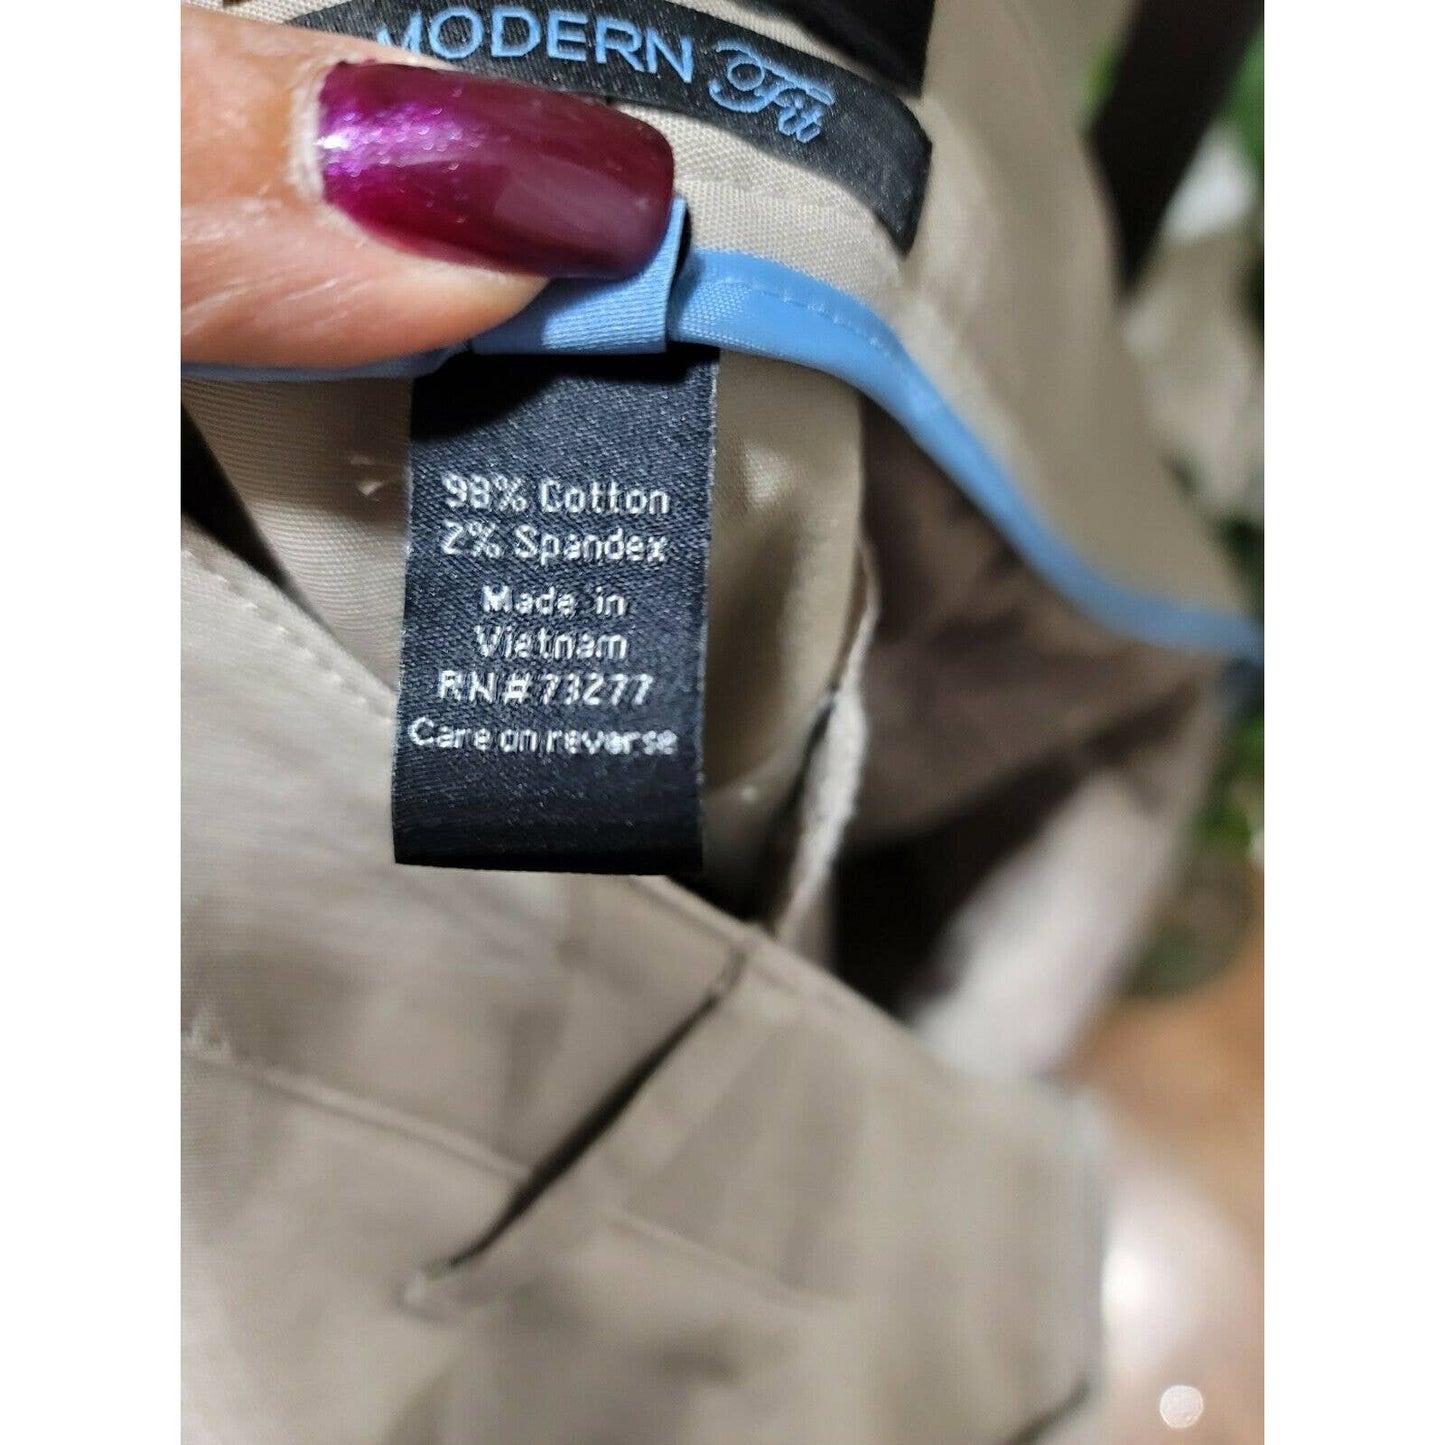 MODERN Fit
98% Cotton
2% Spandex
Made in
Vietnam
RN# 73277
Care on reverse